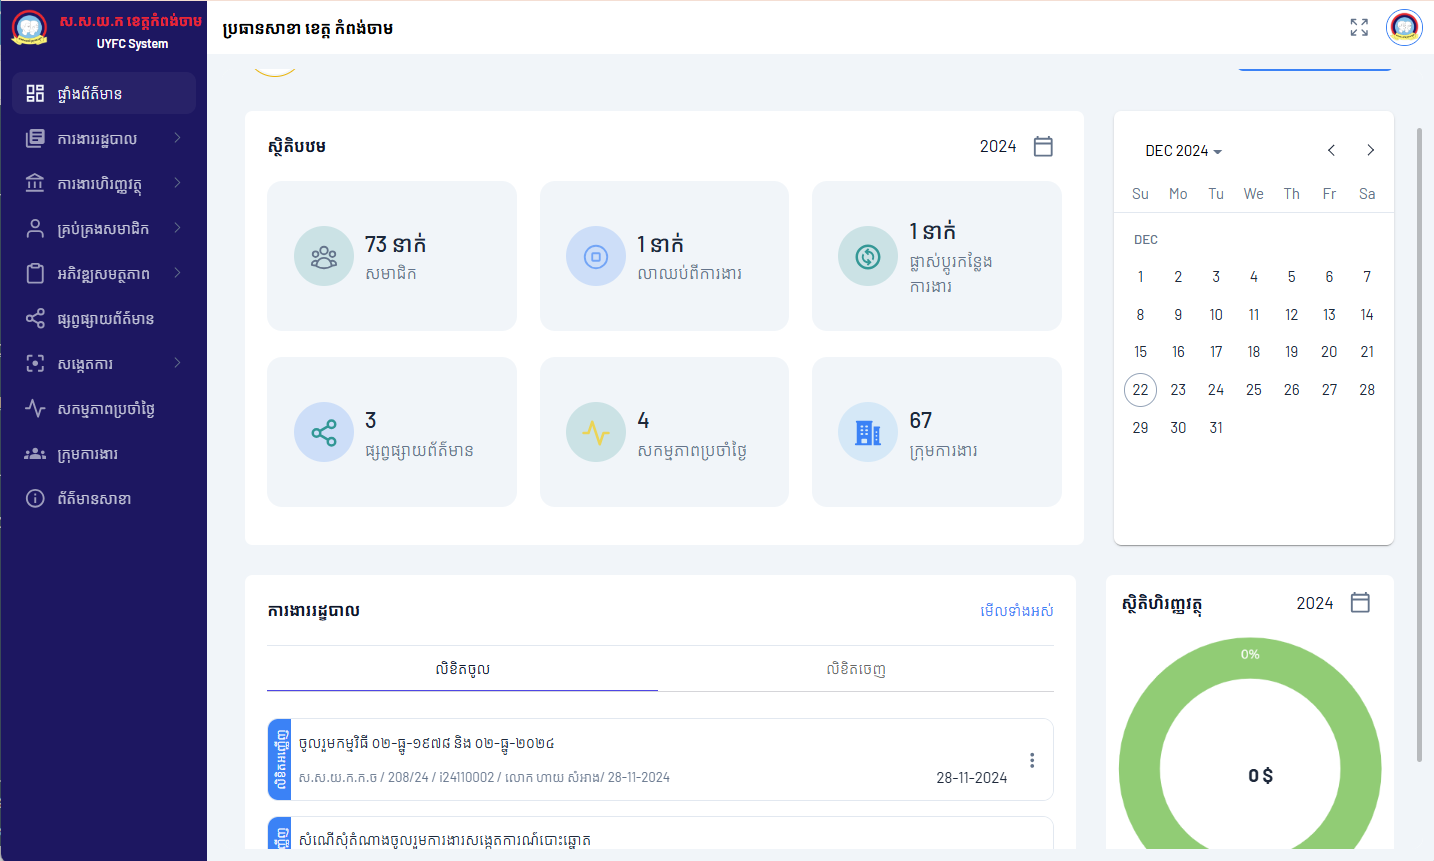 ស.ស.យ.ក ខេត្តកំពង់ចាម
UYFC System
ផ្ទាំងព័ត៌មាន
ការងាររដ្ឋបាល
ការងារហិរញ្ញវត្ថុ
គ្រប់គ្រងសមាជិក
អភិវឌ្ឍសមត្ថភាព
ផ្សព្វផ្សាយព័ត៌មាន
សង្កេតការ
សកម្មភាពប្រចាំថ្ងៃ
ក្រុមការងារ
ព័ត៌មានសាខា
ប្រធានសាខា ខេត្ត កំពង់ចាម
ស្ថិតិបឋម
2024
73 នាក់
សមាជិក
1 នាក់
លាឈប់ពីការងារ
1 នាក់
ផ្លាស់ប្តូរកន្លែង
ការងារ
3
ផ្សព្វផ្សាយព័ត៌មាន
4
សកម្មភាពប្រចាំថ្ងៃ
67
ក្រុមការងារ
DEC 2024
Su Mo Tu We Th Fr Sa
DEC
1 2 3 4 5 6 7
8 9 10 11 12 13 14
15 16 17 18 19 20 21
22 23 24 25 26 27 28
29 30 31
ការងាររដ្ឋបាល
មើលទាំងអស់
លិខិតចូល
លិខិតចេញ
លិខិតអញ្ជើញ
ចូលរួមកម្មវិធី ០២-ធ្នូ-១៩៧៨ និង ០២-ធ្នូ-២០២៤
ស.ស.យ.ក.ក.ច / 208/24 / i24110002 / លោក ហាយ សំអាង/ 28-11-2024
28-11-2024
សំណើសុំតំណាងចូលរួមការងារសង្កេតការណ៍បោះឆ្នោត
ស្ថិតិហិរញ្ញវត្ថុ
2024
0%
0 $